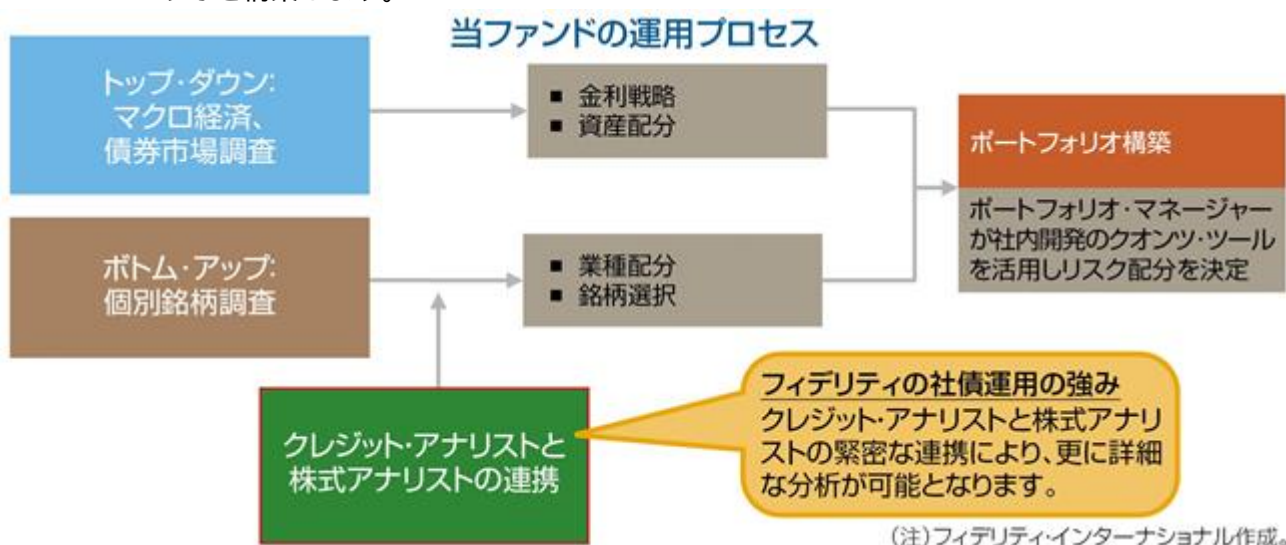 当ファンドの運用プロセス
トップ・ダウン:
マクロ経済、
債券市場調査
■ 金利戦略
■ 資産配分
ボトム・アップ:
個別銘柄調査
■ 業種配分
■ 銘柄選択
ポートフォリオ構築
ポートフォリオ・マネージャー
が社内開発のクオンツ・ツール
を活用しリスク配分を決定
クレジット・アナリストと
株式アナリストの連携
フィデリティの社債運用の強み
クレジット・アナリストと株式アナリ
ストの緊密な連携により、更に詳細
な分析が可能となります。
(注)フィデリティ・インターナショナル作成。